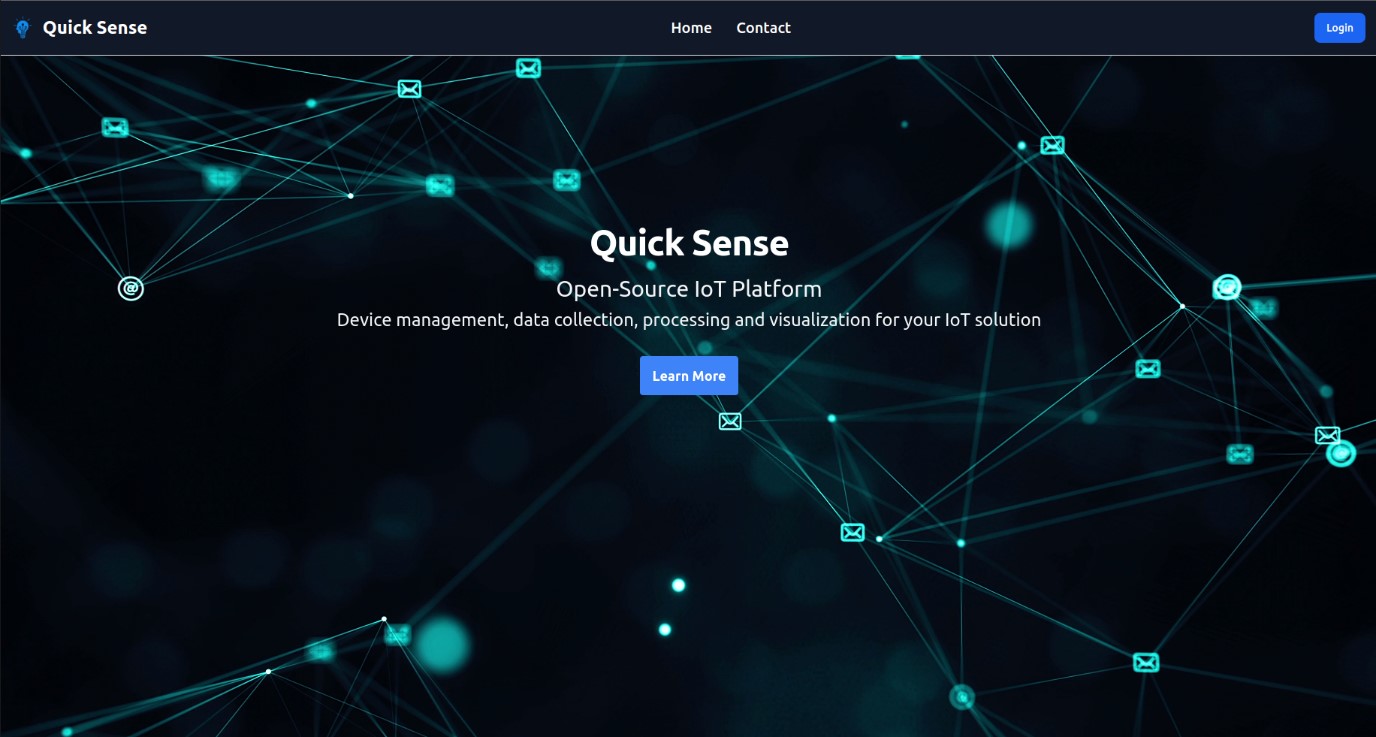 Quick Sense
Home
Contact
Login
Quick Sense
Open-Source IoT Platform
Device management, data collection, processing and visualization for your IoT solution
Learn More